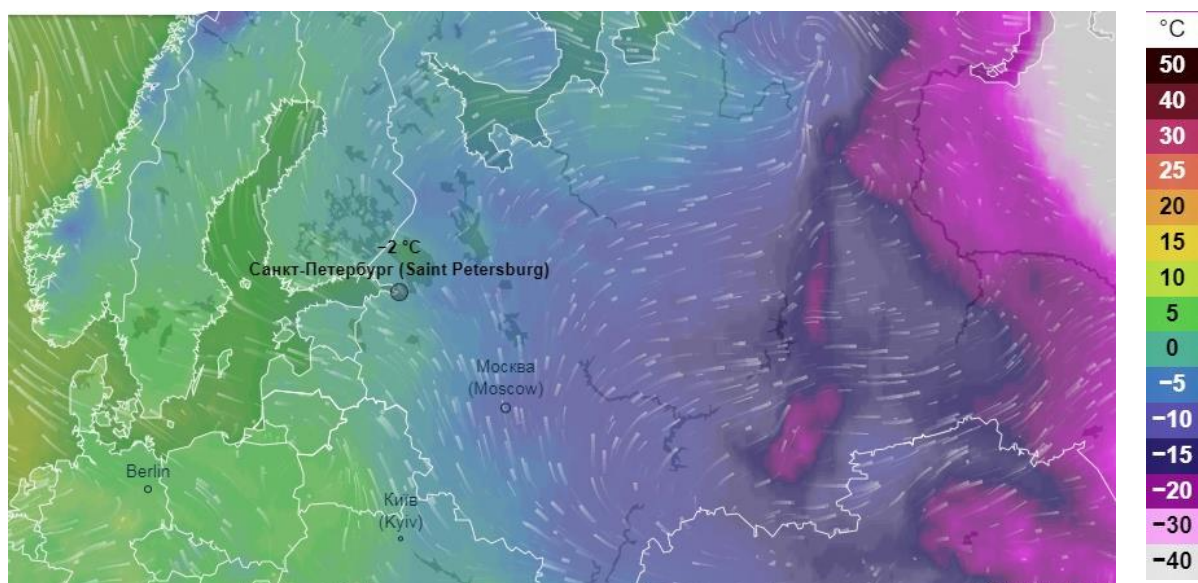 −2 °C
Санкт-Петербург (Saint Petersburg)
Москва
(Moscow)
Berlin
Київ
(Kyiv)
°C
50
40
30
25
20
15
10
5
0
−5
−10
−15
−20
−30
−40